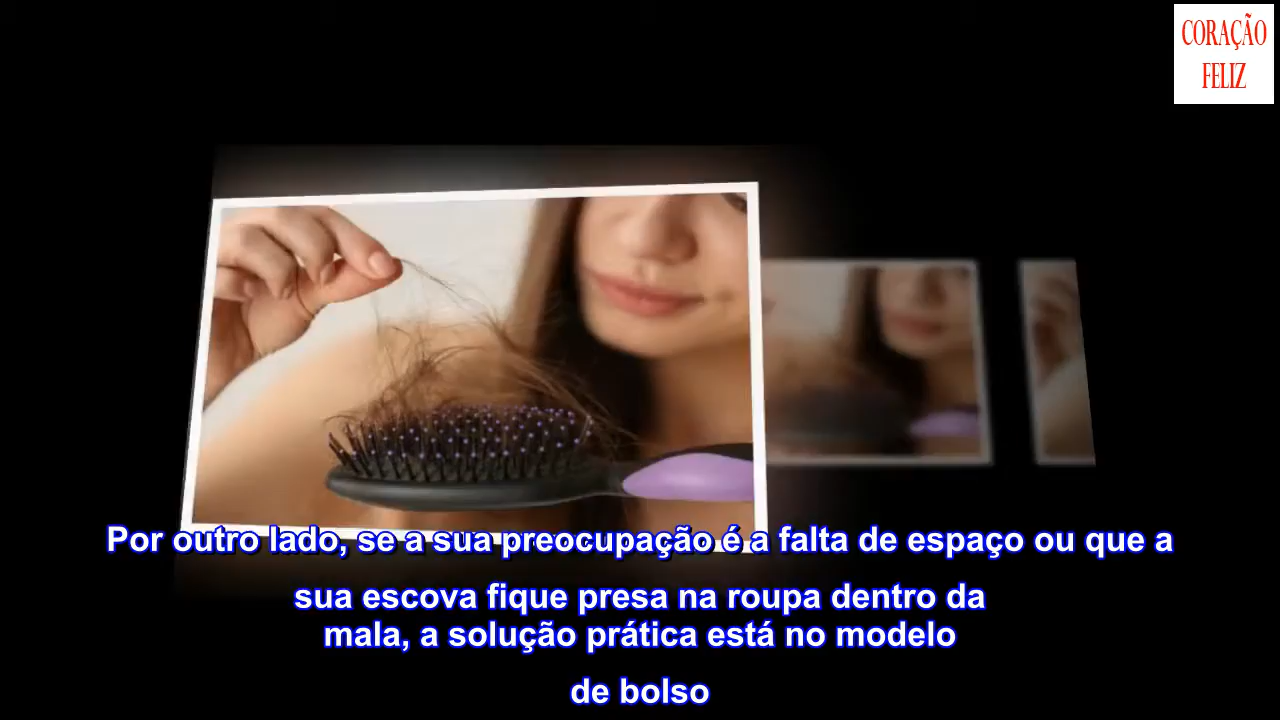 CORAÇÃO
FELIZ
Por outro lado, se a sua preocupação é a falta de espaço ou que a
sua escova fique presa na roupa dentro da
mala, a solução prática está no modelo
de bolso